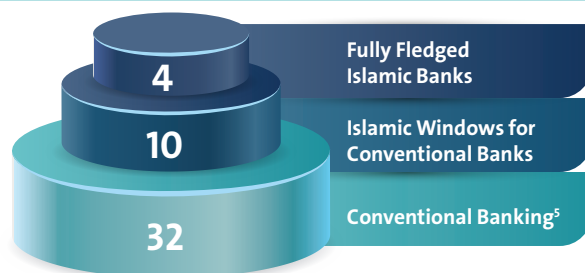 4
Fully Fledged
Islamic Banks
10
Islamic Windows for
Conventional Banks
32
Conventional Banking⁵